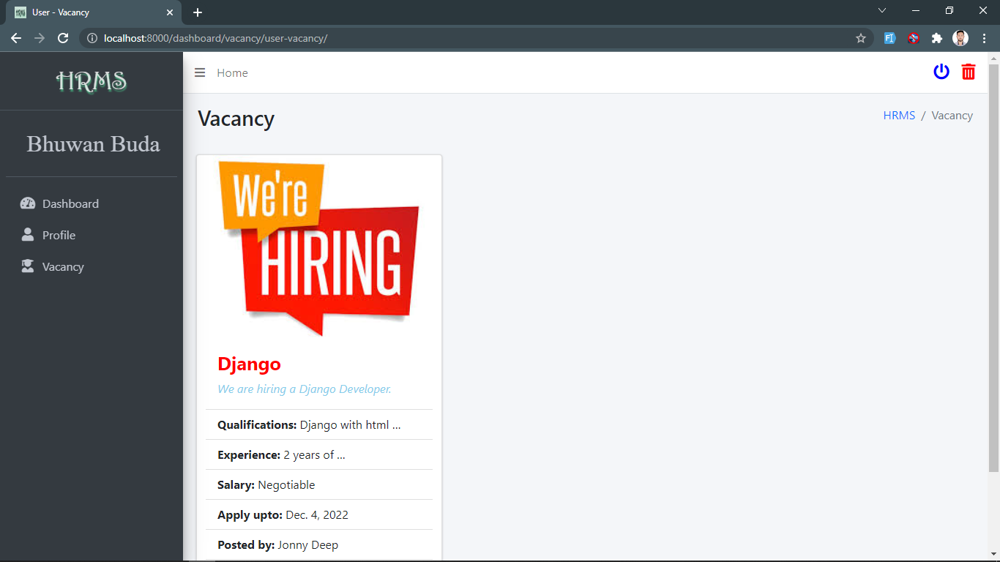 User - Vacancy
localhost:8000/dashboard/vacancy/user-vacancy/
HRMS
Home
Bhuwan Buda
Dashboard
Profile
Vacancy
Vacancy
HRMS / Vacancy
We're
HIRING
Django
We are hiring a Django Developer.
Qualifications: Django with html ...
Experience: 2 years of ...
Salary: Negotiable
Apply upto: Dec. 4, 2022
Posted by: Jonny Deep